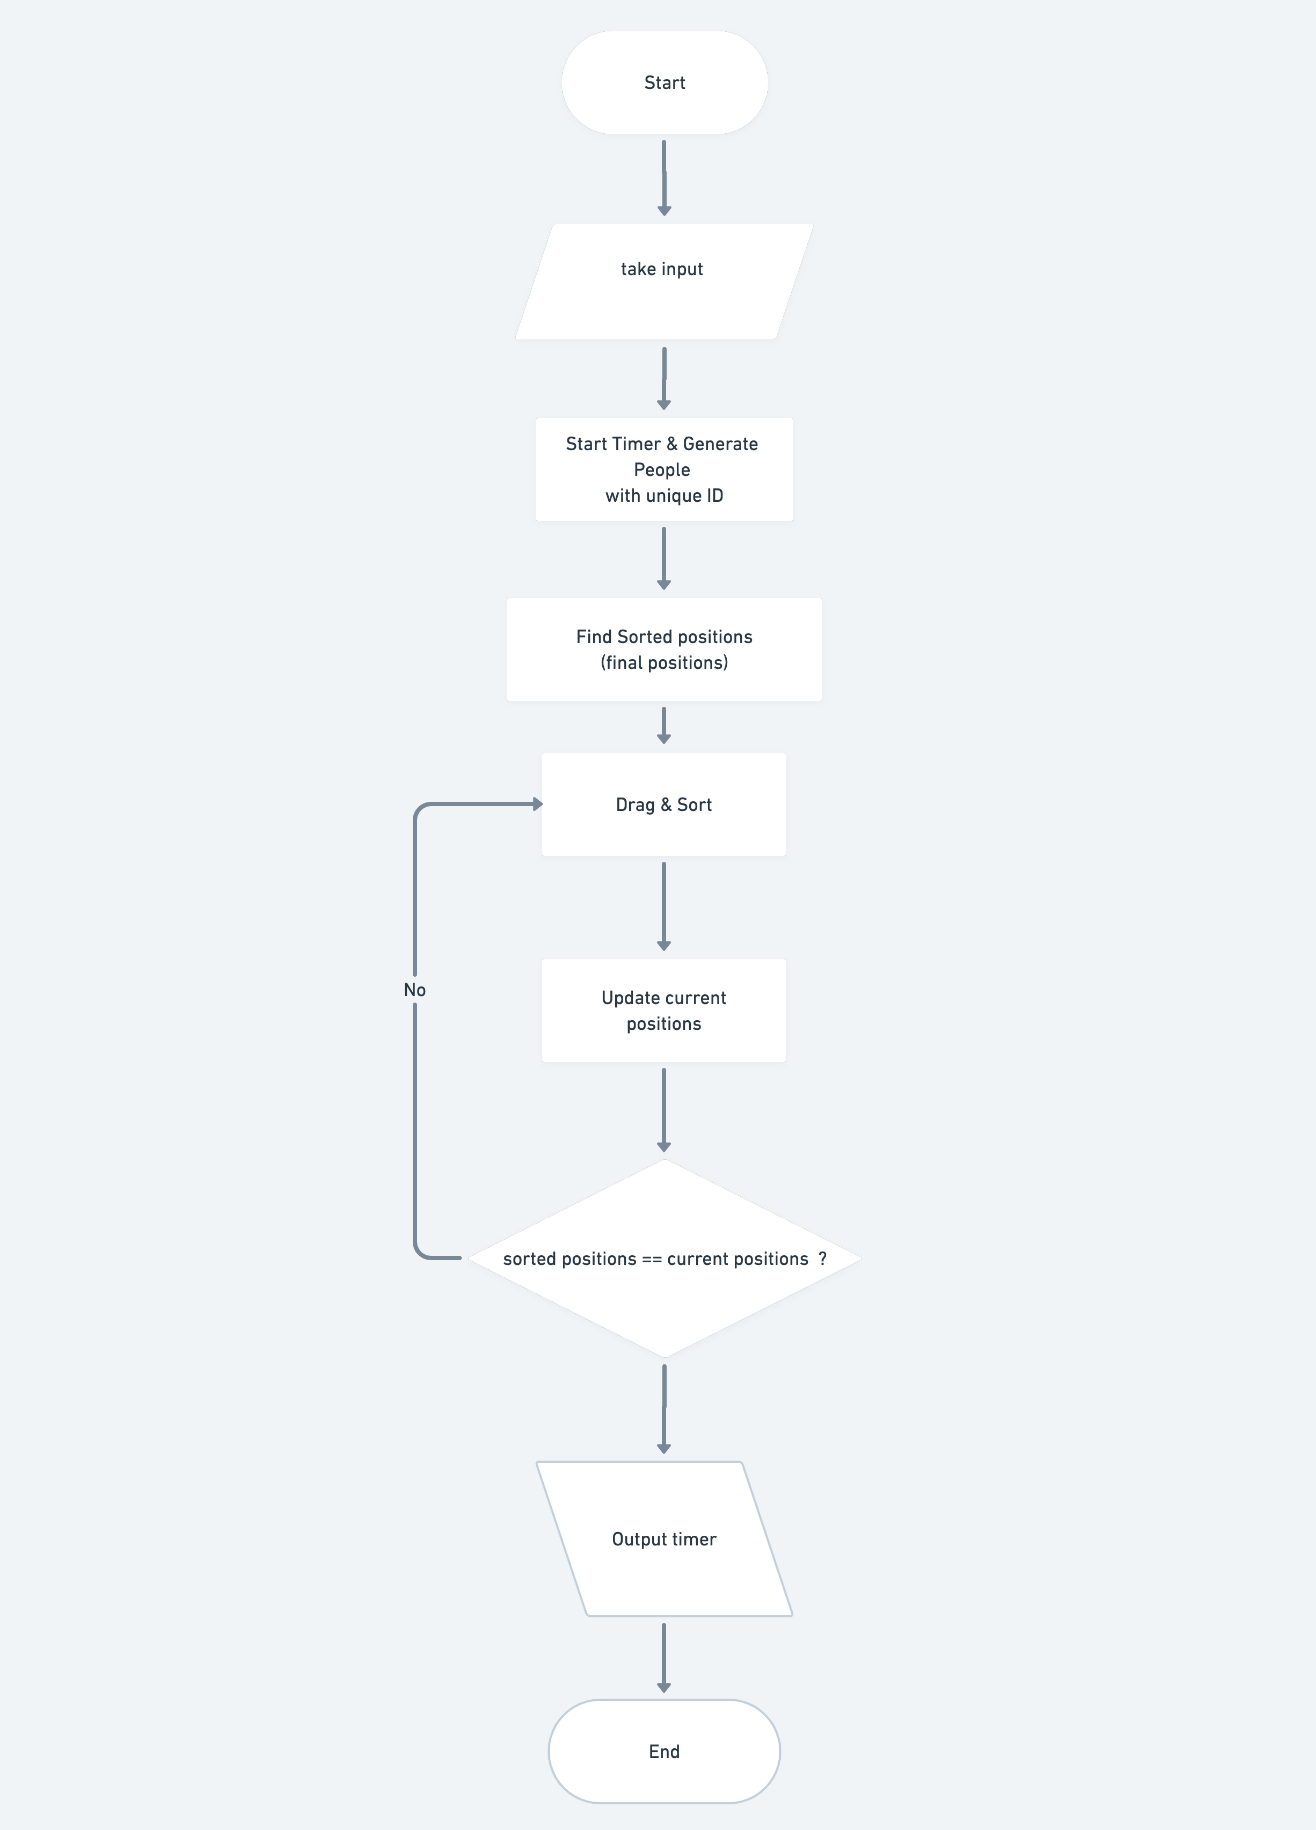 Start
take input
Start Timer & Generate
People
with unique ID
Find Sorted positions
(final positions)
Drag & Sort
No
Update current
positions
sorted positions == current positions  ?
Output timer
End